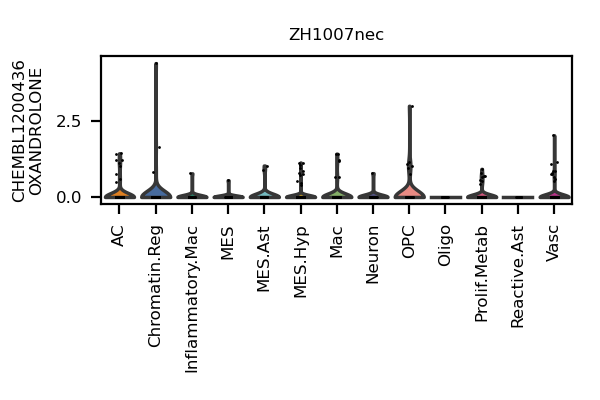 ZH1007nec
CHEMBL1200436
OXANDROLONE
2.5
0.0
AC
Chromatin.Reg
Inflammatory.Mac
MES
MES.Ast
MES.Hyp
Mac
Neuron
OPC
Oligo
Prolif.Metab
Reactive.Ast
Vasc